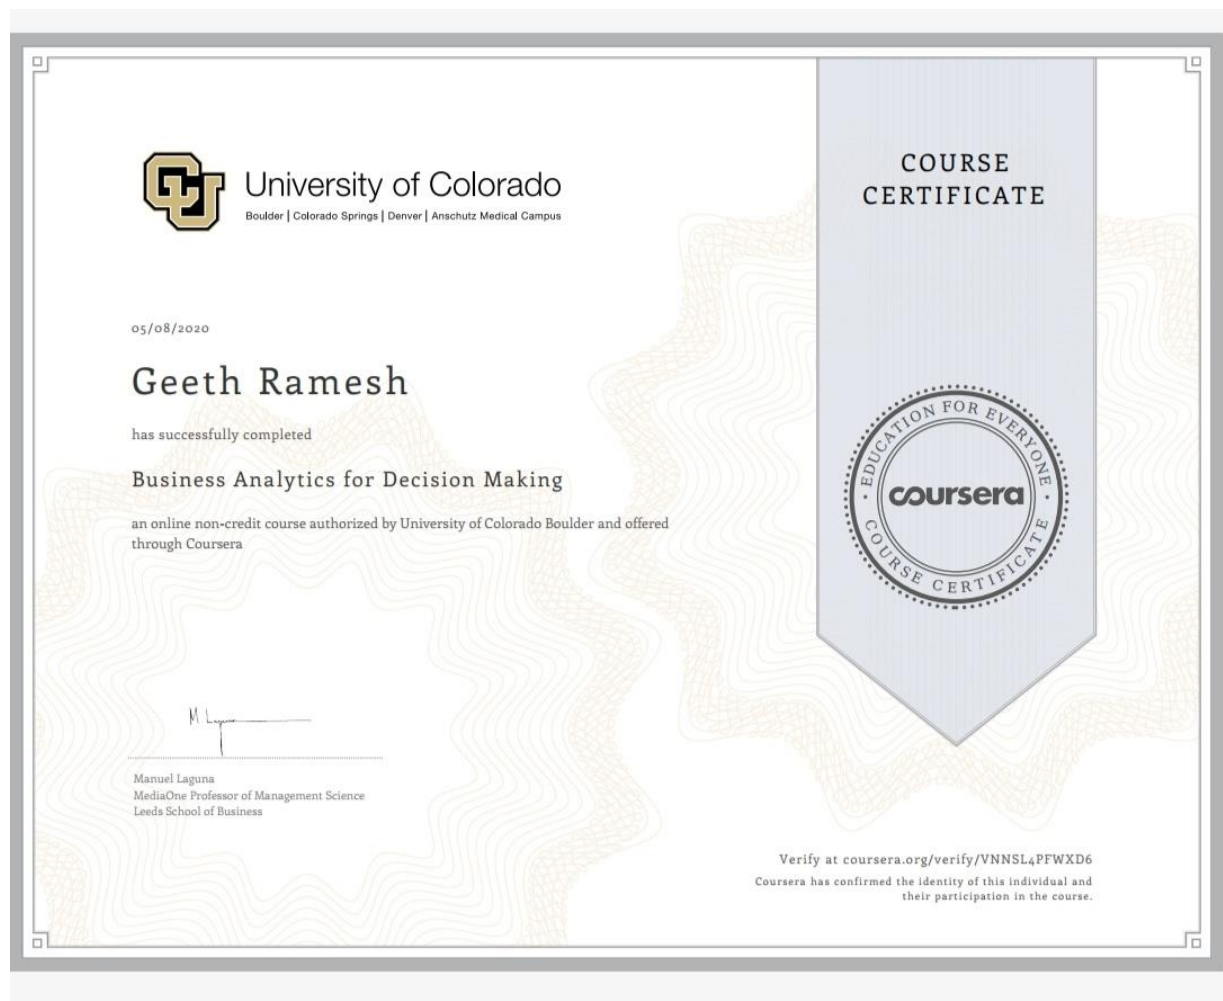 CU
University of Colorado
Boulder | Colorado Springs | Denver | Anschutz Medical Campus
COURSE
CERTIFICATE
05/08/2020
Geeth Ramesh
has successfully completed
Business Analytics for Decision Making
an online non-credit course authorized by University of Colorado Boulder and offered
through Coursera
EDUCATION FOR EVERYONE
coursera
COURSE CERTIFICATE
M Laguna
Manuel Laguna
MediaOne Professor of Management Science
Leeds School of Business
Verify at coursera.org/verify/VNNSL4PFWXD6
Coursera has confirmed the identity of this individual and
their participation in the course.